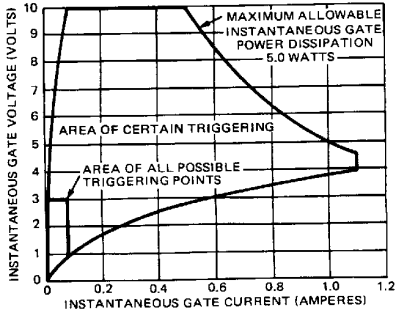 MAXIMUM ALLOWABLE
INSTANTANEOUS GATE
POWER DISSIPATION
5.0 WATTS
AREA OF CERTAIN TRIGGERING
AREA OF ALL POSSIBLE
TRIGGERING POINTS
INSTANTANEOUS GATE VOLTAGE (VOLTS)
10
9
8
7
6
5
4
3
2
1
0
0 0.2 0.4 0.6 0.8 1.0 1.2
INSTANTANEOUS GATE CURRENT (AMPERES)